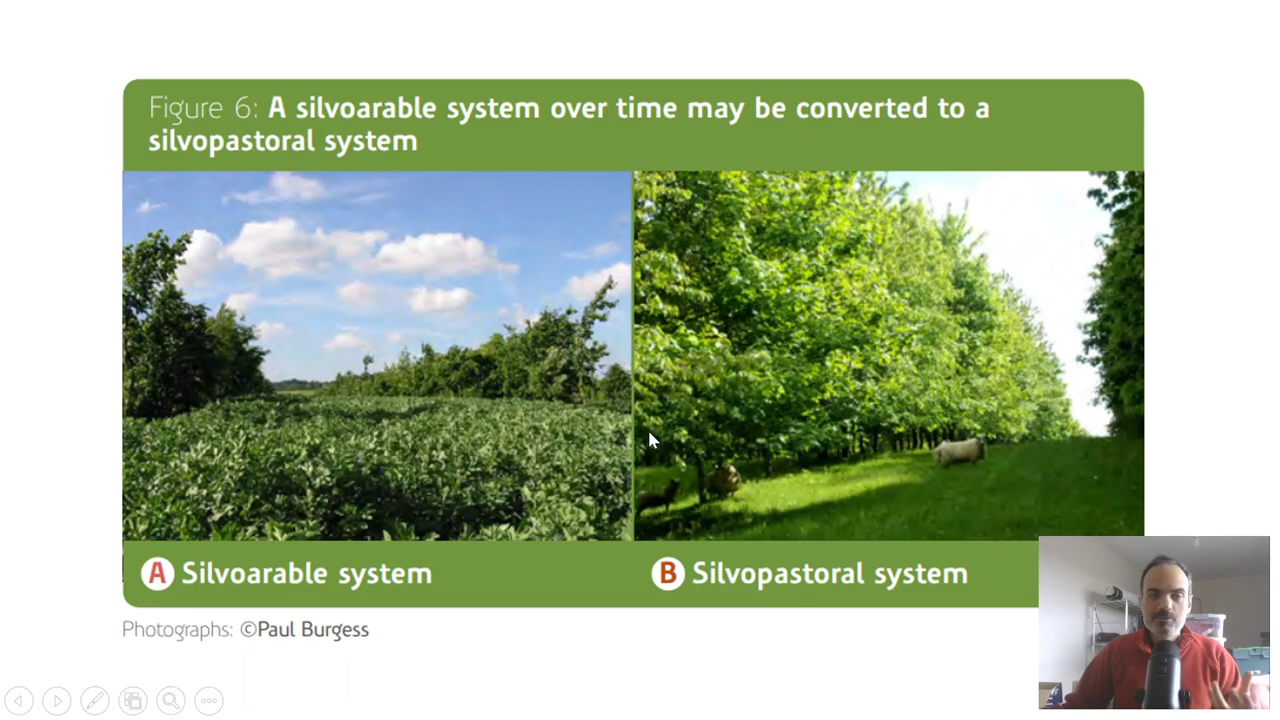 Figure 6: A silvoarable system over time may be converted to a
silvopastoral system
A Silvoarable system
B Silvopastoral system
Photographs: ©Paul Burgess